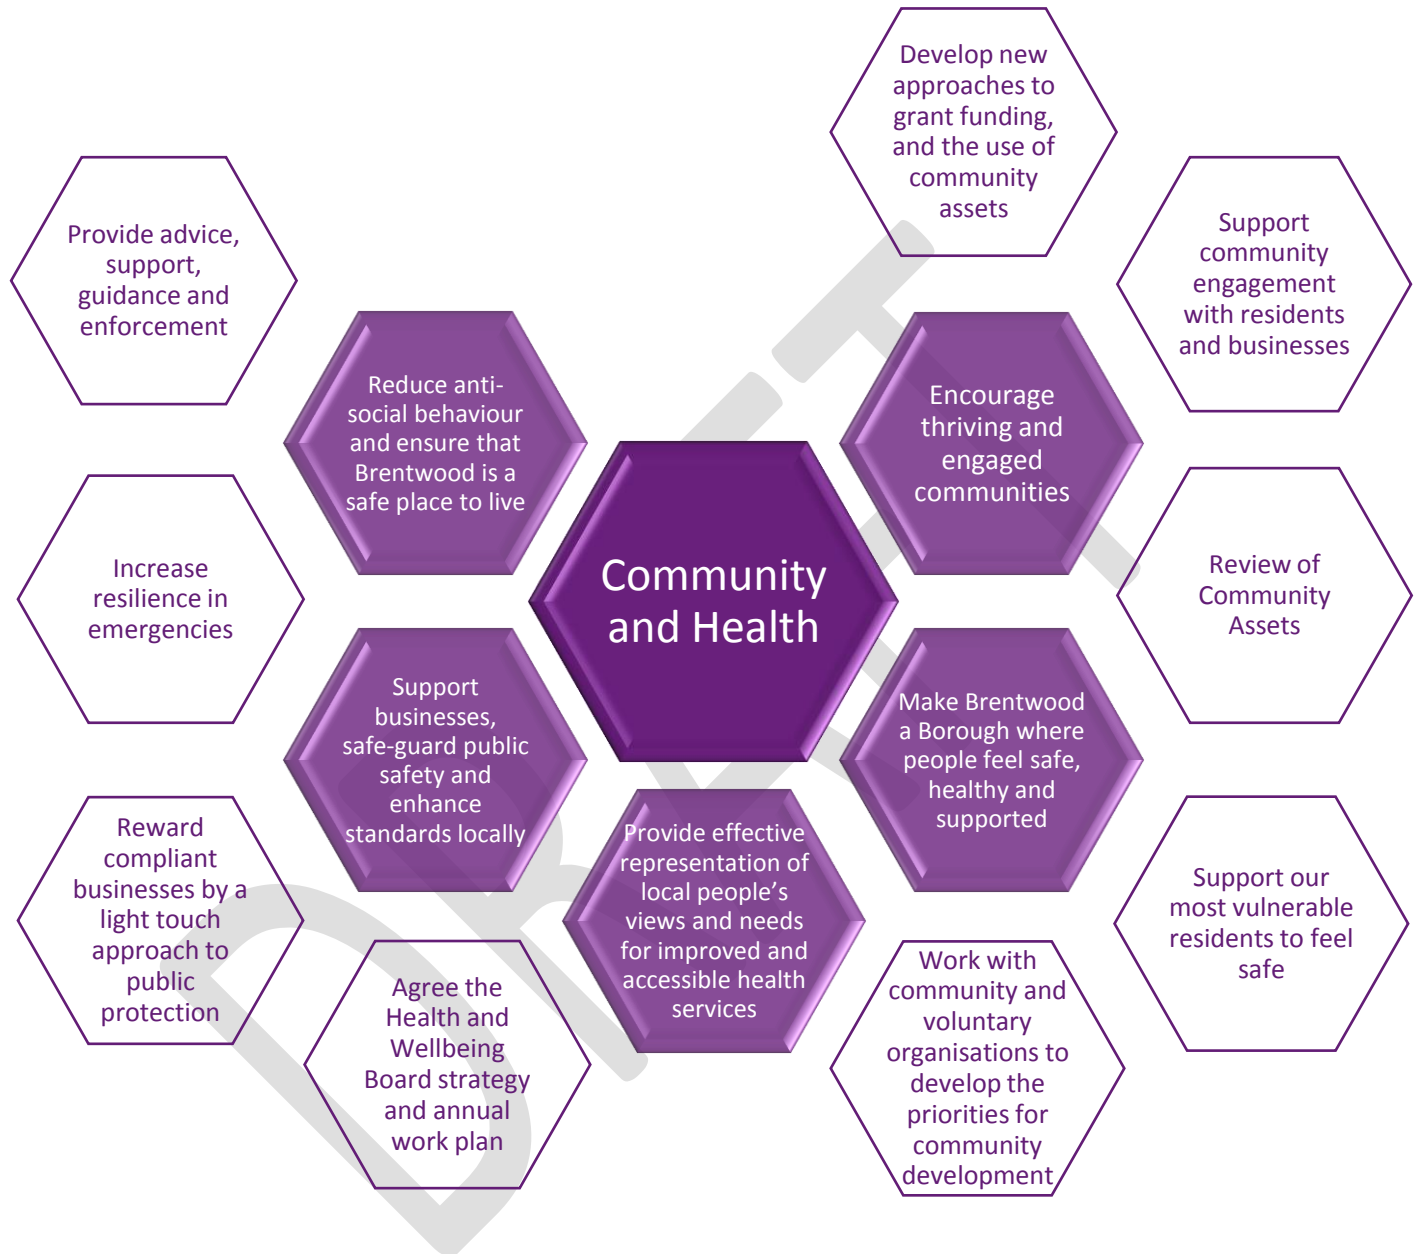 Develop new
approaches to
grant funding,
and the use of
community
assets
Provide advice,
support,
guidance and
enforcement
Support
community
engagement
with residents
and businesses
Reduce anti-
social behaviour
and ensure that
Brentwood is a
safe place to live
Encourage
thriving and
engaged
communities
Community
and Health
Increase
resilience in
emergencies
Review of
Community
Assets
Support
businesses,
safe-guard public
safety and
enhance
standards locally
Make Brentwood
a Borough where
people feel safe,
healthy and
supported
Reward
compliant
businesses by a
light touch
approach to
public
protection
Provide effective
representation of
local people’s
views and needs
for improved and
accessible health
services
Support our
most vulnerable
residents to feel
safe
Agree the
Health and
Wellbeing
Board strategy
and annual
work plan
Work with
community and
voluntary
organisations to
develop the
priorities for
community
development
DRAFT